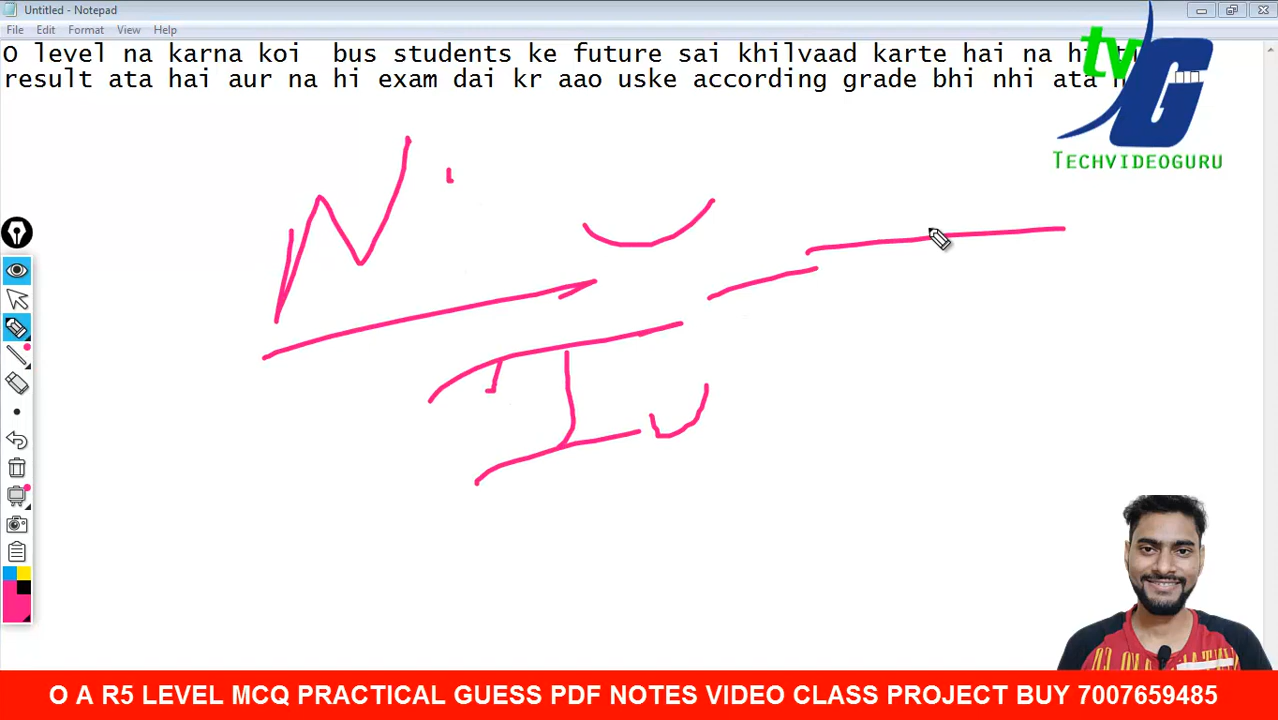 Untitled - Notepad
File Edit Format View Help
O level na karna koi bus students ke future sai khilvaad karte hai na hi
result ata hai aur na hi exam dai kr aao uske according grade bhi nhi ata
tv G
TECHVIDEOGURU
O A R5 LEVEL MCQ PRACTICAL GUESS PDF NOTES VIDEO CLASS PROJECT BUY 7007659485